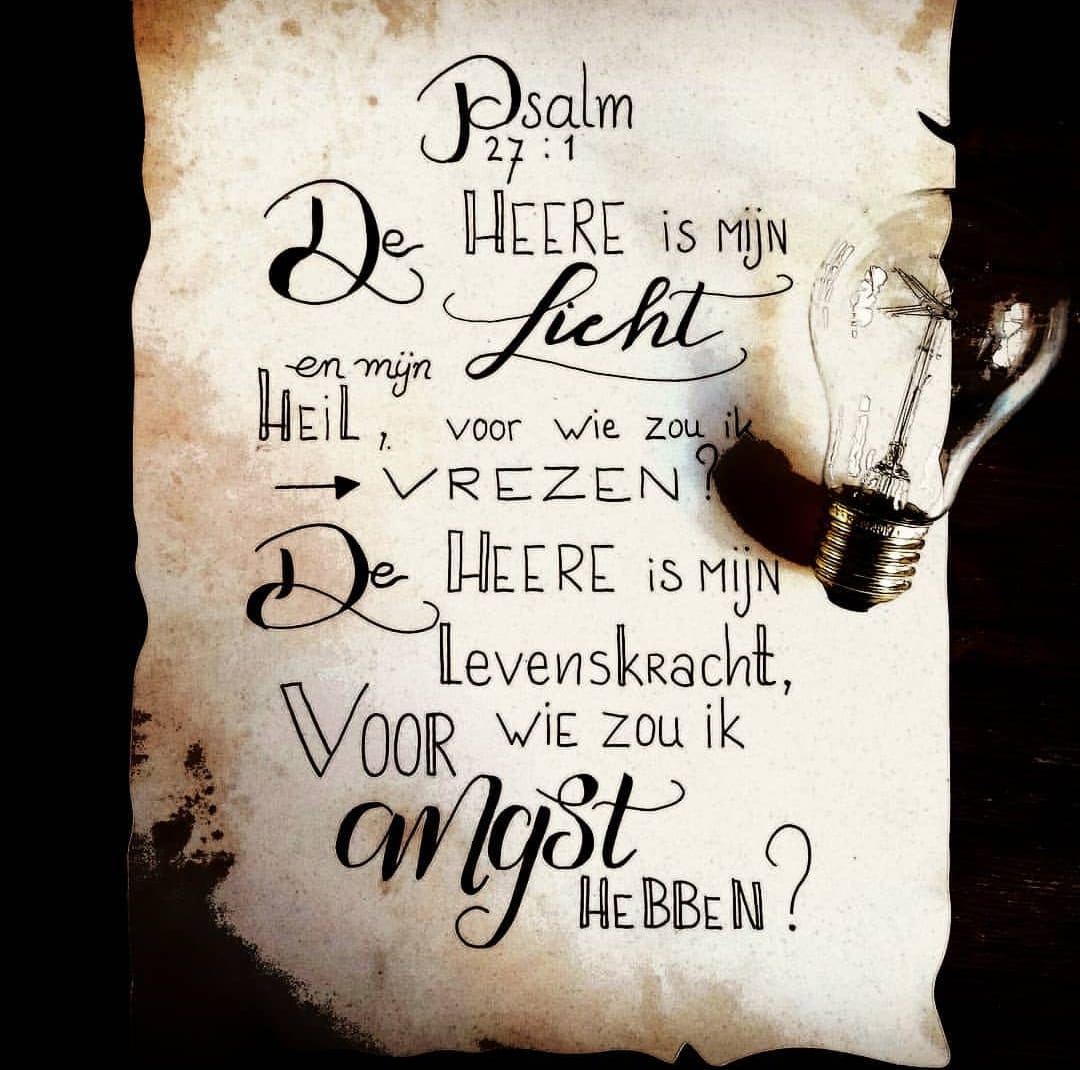 Psalm
27:1
De HEERE is mijn
Licht
en mijn
Heil, voor wie zou ik
→ VREZEN?
De HEERE is mijn
Levenskracht,
Voor wie zou ik
angst
HEBBEN?